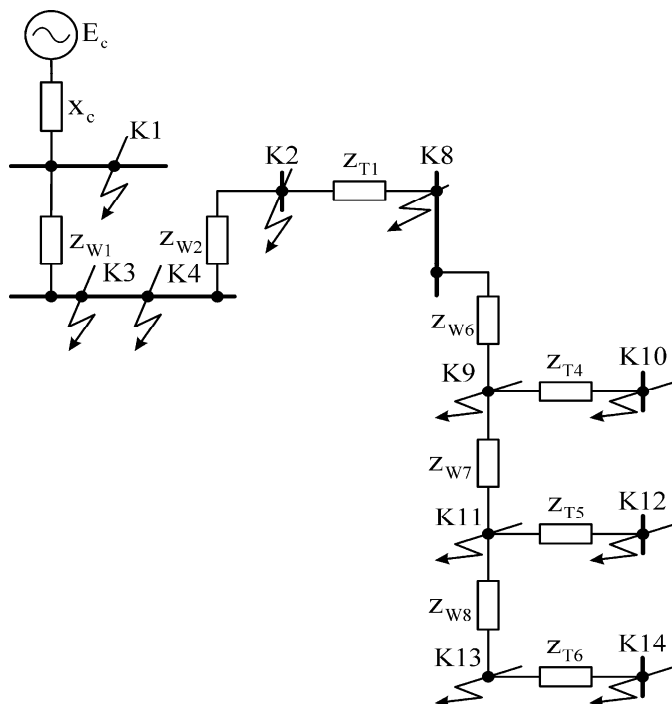 E_c
x_c
K1
K2
z_T1
K8
z_W1
z_W2
K3
K4
z_W6
K9
z_T4
K10
z_W7
K11
z_T5
K12
z_W8
K13
z_T6
K14